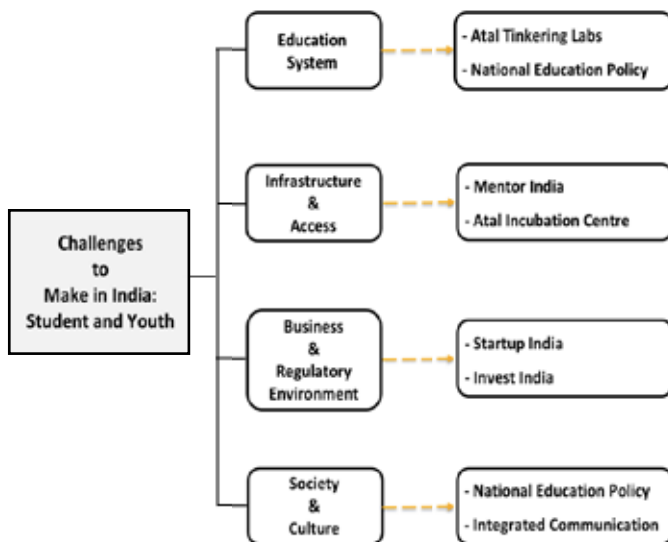 Challenges
to
Make in India:
Student and Youth
Education
System
- Atal Tinkering Labs
- National Education Policy
Infrastructure
&
Access
- Mentor India
- Atal Incubation Centre
Business
&
Regulatory
Environment
- Startup India
- Invest India
Society
&
Culture
- National Education Policy
- Integrated Communication